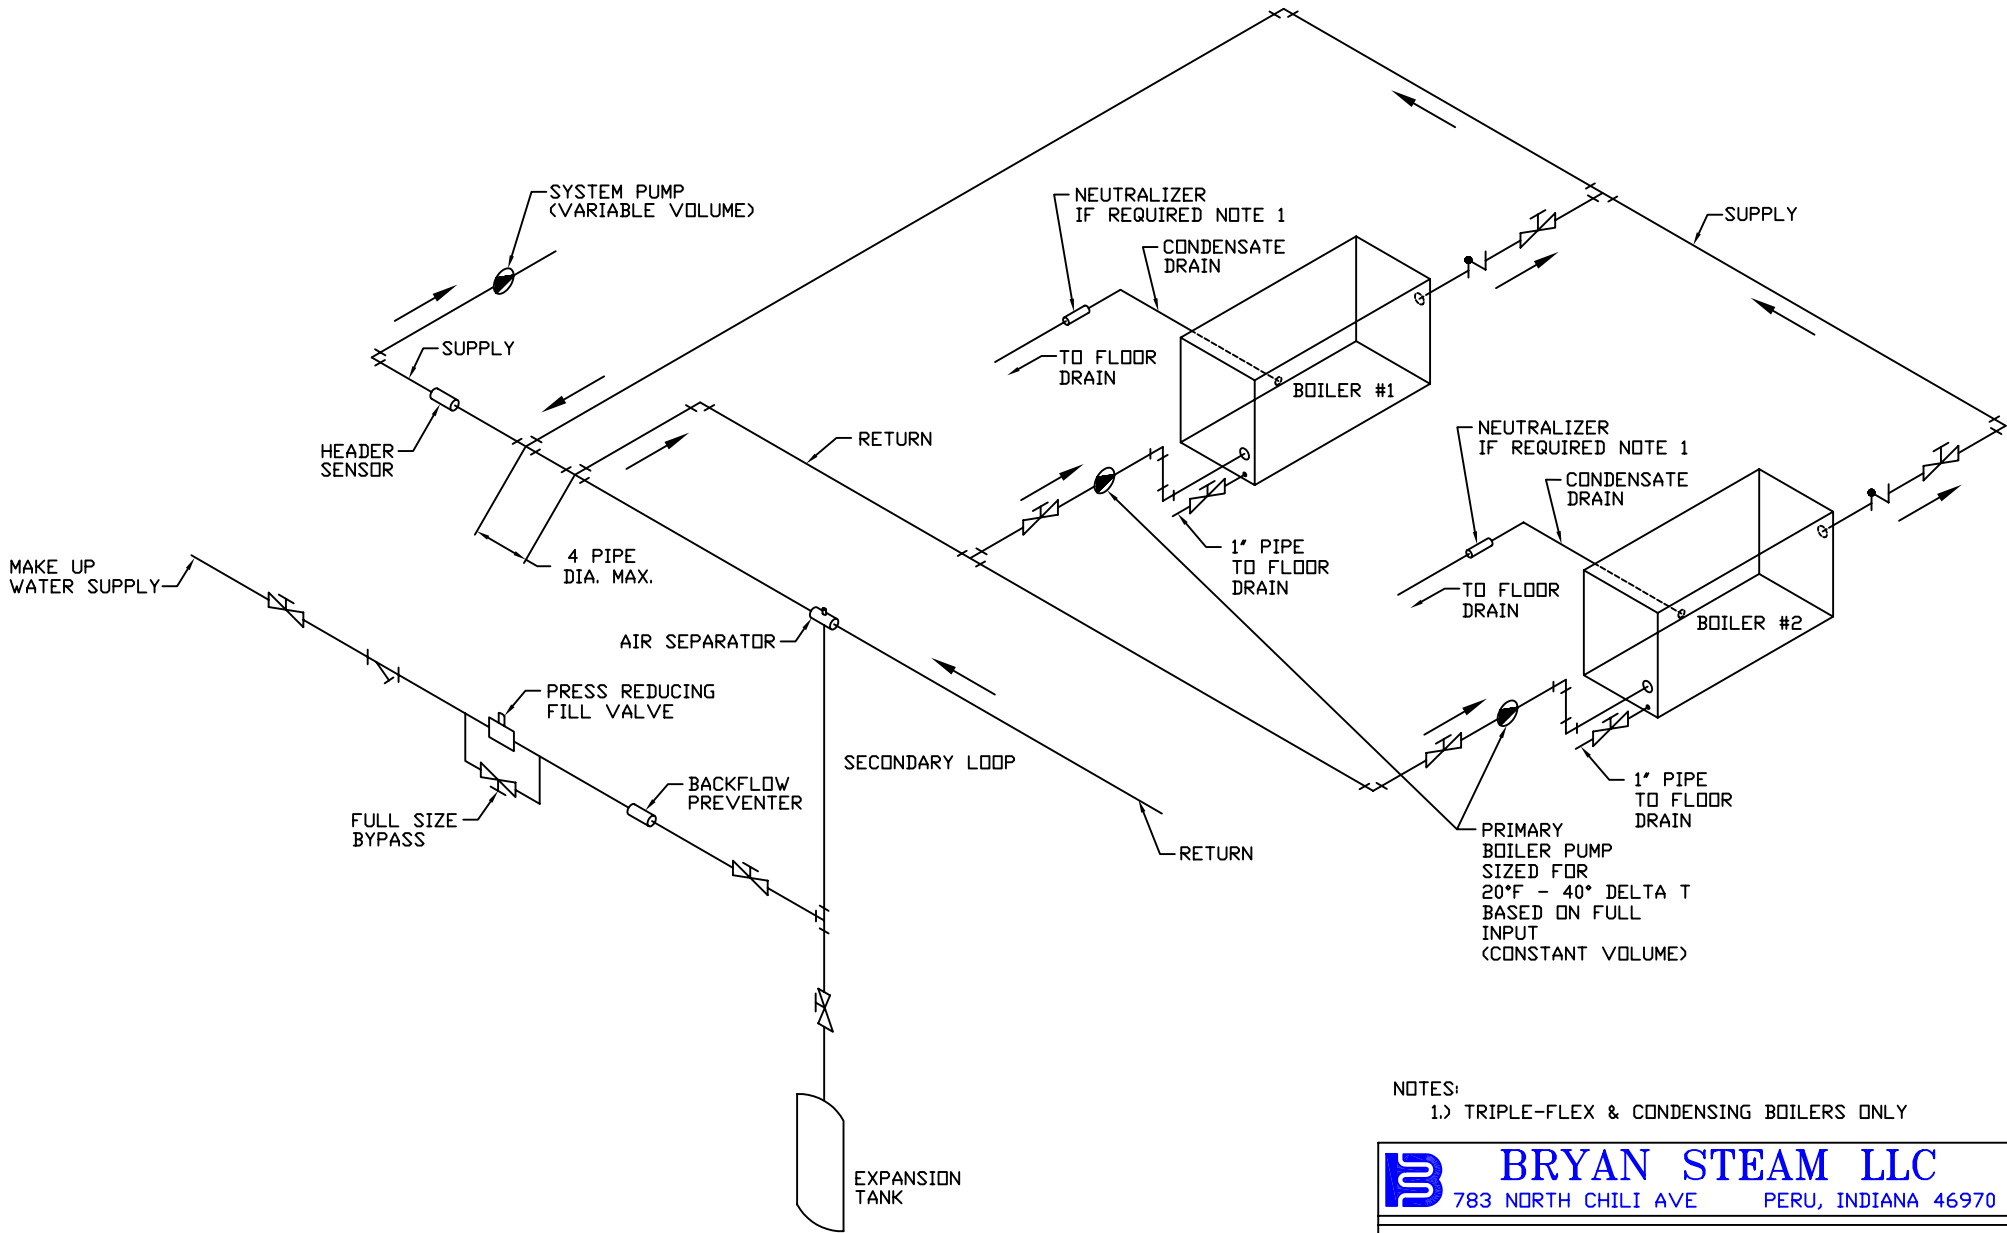 SYSTEM PUMP
(VARIABLE VOLUME)
NEUTRALIZER
IF REQUIRED NOTE 1
CONDENSATE
DRAIN
SUPPLY
SUPPLY
TO FLOOR
DRAIN
BOILER #1
HEADER
SENSOR
RETURN
NEUTRALIZER
IF REQUIRED NOTE 1
CONDENSATE
DRAIN
4 PIPE
DIA. MAX.
1" PIPE
TO FLOOR
DRAIN
MAKE UP
WATER SUPPLY
TO FLOOR
DRAIN
BOILER #2
AIR SEPARATOR
PRESS REDUCING
FILL VALVE
SECONDARY LOOP
BACKFLOW
PREVENTER
1" PIPE
TO FLOOR
DRAIN
FULL SIZE
BYPASS
RETURN
PRIMARY
BOILER PUMP
SIZED FOR
20°F - 40° DELTA T
BASED ON FULL
INPUT
(CONSTANT VOLUME)
EXPANSION
TANK
NOTES:
1.) TRIPLE-FLEX & CONDENSING BOILERS ONLY
BRYAN STEAM LLC
783 NORTH CHILI AVE PERU, INDIANA 46970